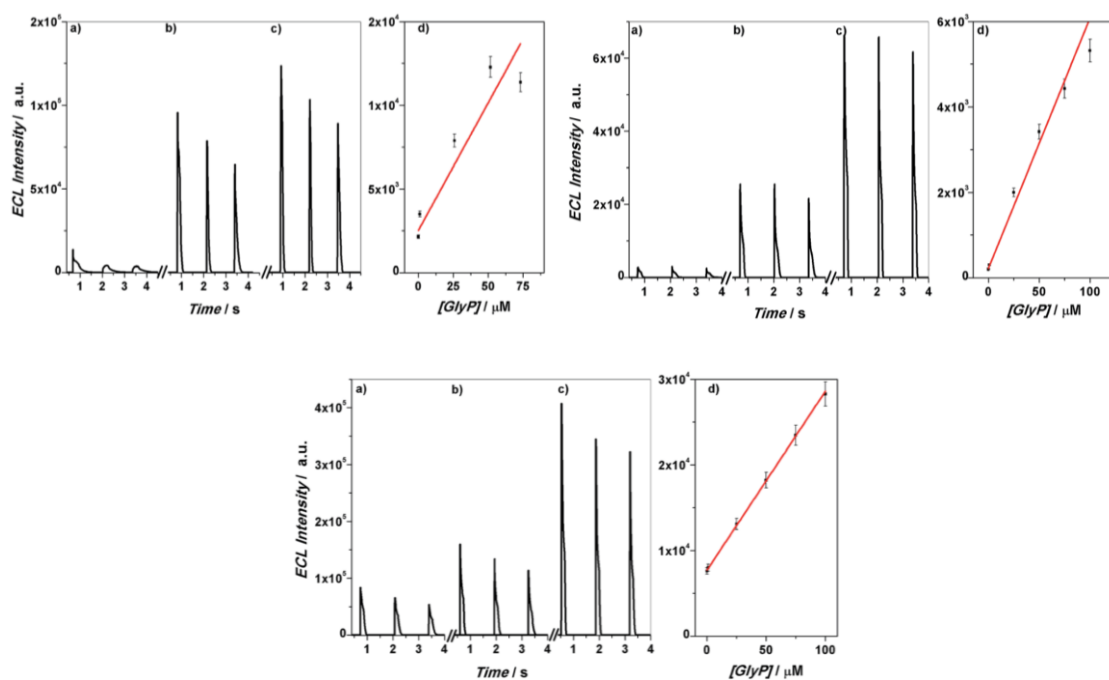 a) b) c) d)
ECL Intensity / a.u.
2x10⁵
1x10⁵
5x10⁴
0
1 2 3 4 // 1 2 3 4 // 1 2 3 4
Time / s
2x10⁴
1x10⁴
5x10³
0
0 25 50 75
[GlyP] / μM
a) b) c) d)
ECL Intensity / a.u.
6x10⁴
4x10⁴
2x10⁴
0
1 2 3 4 // 1 2 3 4 // 1 2 3 4
Time / s
6x10³
4x10³
2x10³
0
0 50 100
[GlyP] / μM
a) b) c) d)
ECL Intensity / a.u.
4x10⁵
3x10⁵
2x10⁵
1x10⁵
0
1 2 3 4 // 1 2 3 4 // 1 2 3 4
Time / s
3x10⁴
2x10⁴
1x10⁴
0
0 50 100
[GlyP] / μM